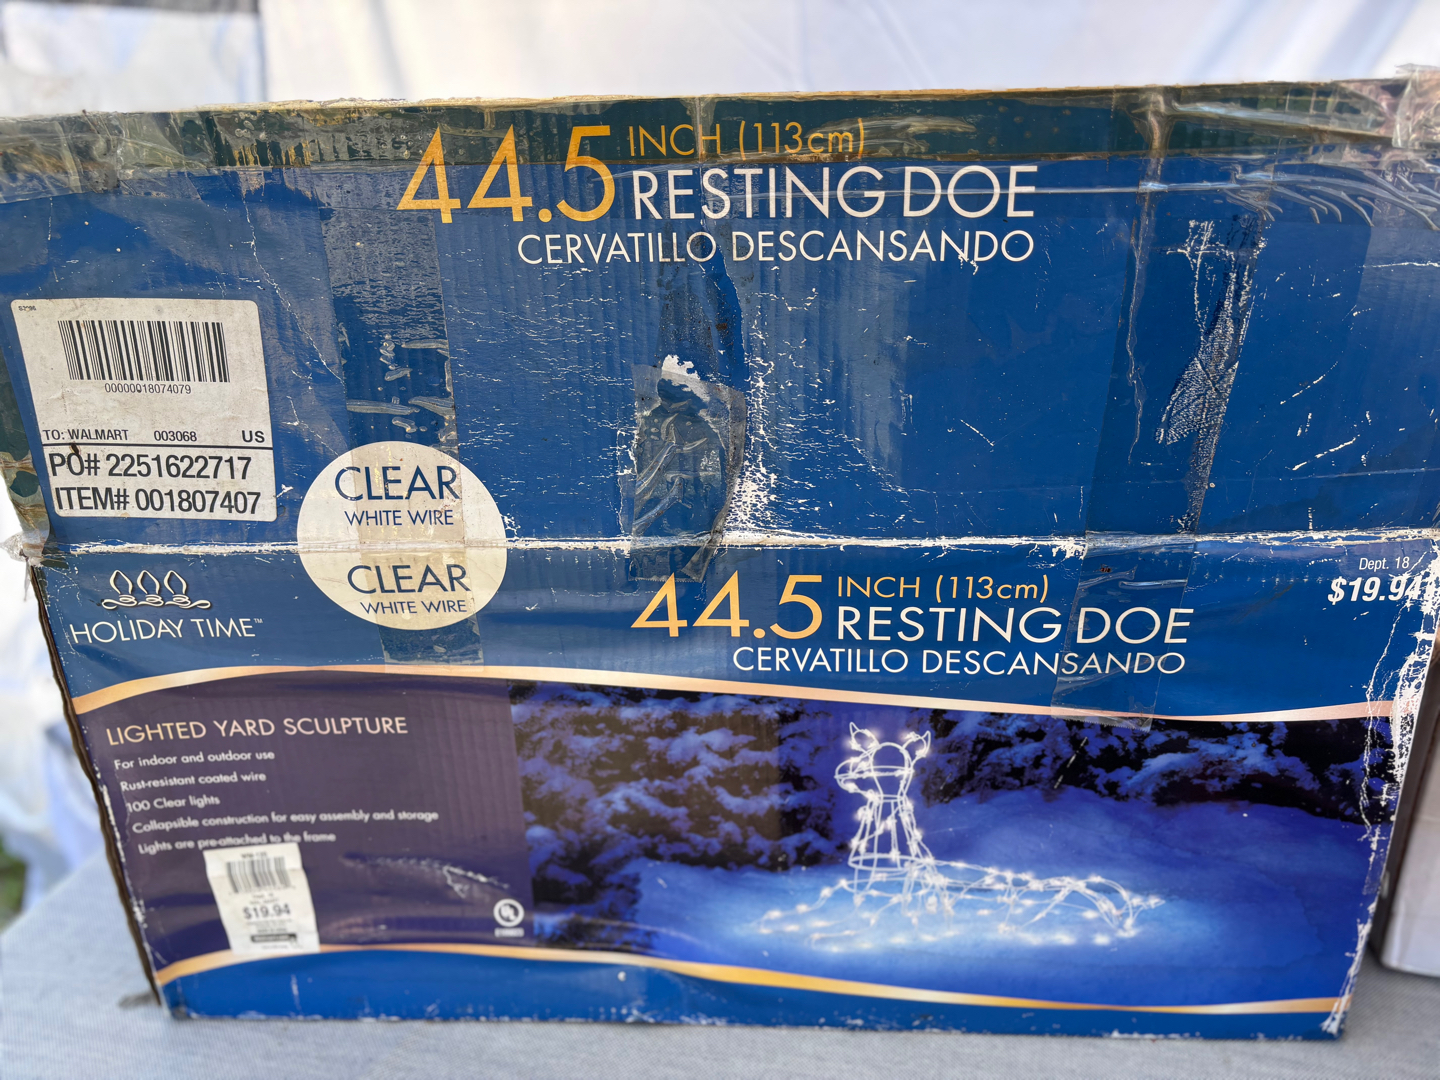 44.5 INCH (113cm)
RESTING DOE
CERVATILLO DESCANSANDO
00000018074079
TO: WALMART 003068 US
PO# 2251622717
ITEM# 001807407
CLEAR
WHITE WIRE
CLEAR
WHITE WIRE
HOLIDAY TIME™
44.5 INCH (113cm)
RESTING DOE
CERVATILLO DESCANSANDO
Dept. 18
$19.94
LIGHTED YARD SCULPTURE
For indoor and outdoor use
Rust-resistant coated wire
100 Clear lights
Collapsible construction for easy assembly and storage
Lights are pre-attached to the frame
$19.94
UL